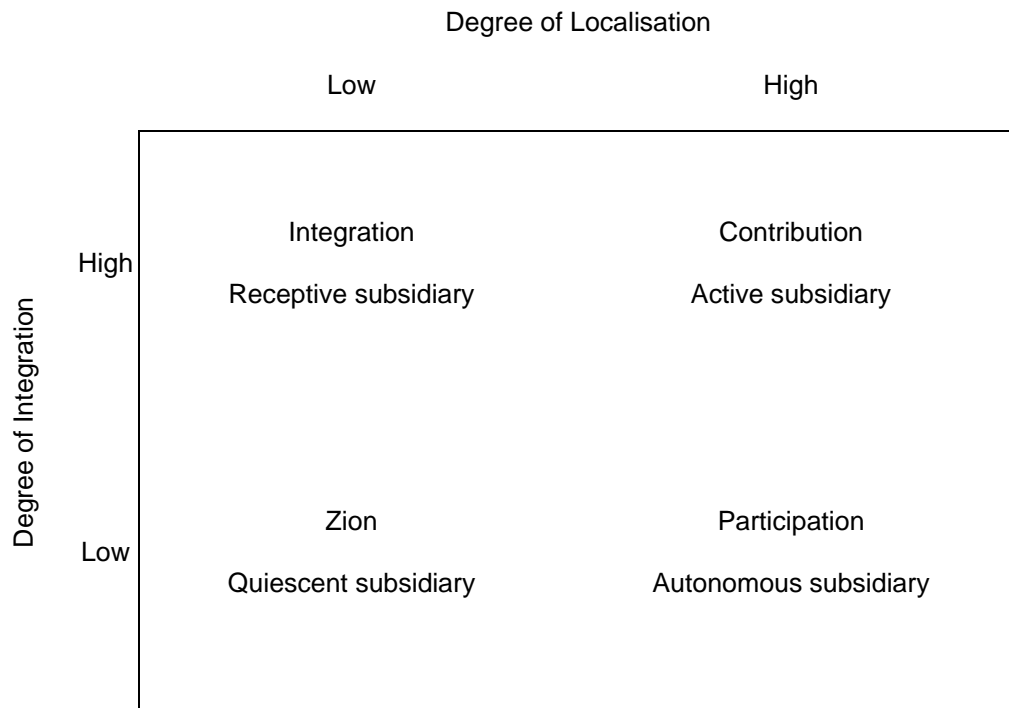 Degree of Localisation
Low High
Integration Contribution
High
Receptive subsidiary Active subsidiary
Degree of Integration
Zion Participation
Low
Quiescent subsidiary Autonomous subsidiary